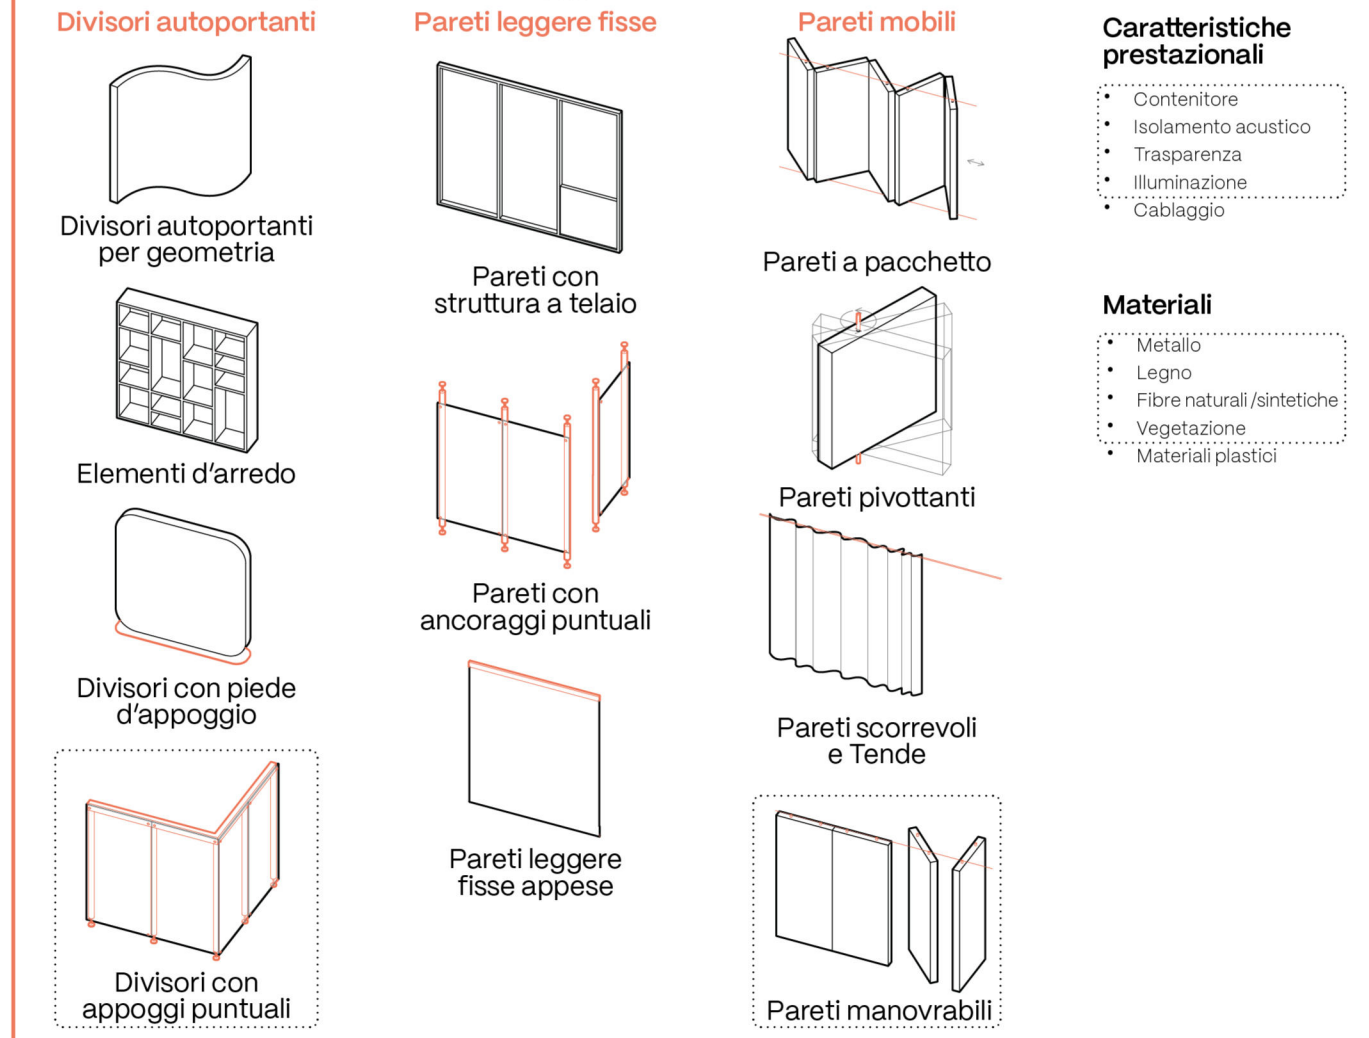 Divisori autoportanti
Divisori autoportanti
per geometria
Elementi d'arredo
Divisori con piede
d'appoggio
Divisori con
appoggi puntuali
Pareti leggere fisse
Pareti con
struttura a telaio
Pareti con
ancoraggi puntuali
Pareti leggere
fisse appese
Pareti mobili
Pareti a pacchetto
Pareti pivottanti
Pareti scorrevoli
e Tende
Pareti manovrabili
Caratteristiche
prestazionali
• Contenitore
• Isolamento acustico
• Trasparenza
• Illuminazione
• Cablaggio
Materiali
• Metallo
• Legno
• Fibre naturali/sintetiche
• Vegetazione
• Materiali plastici